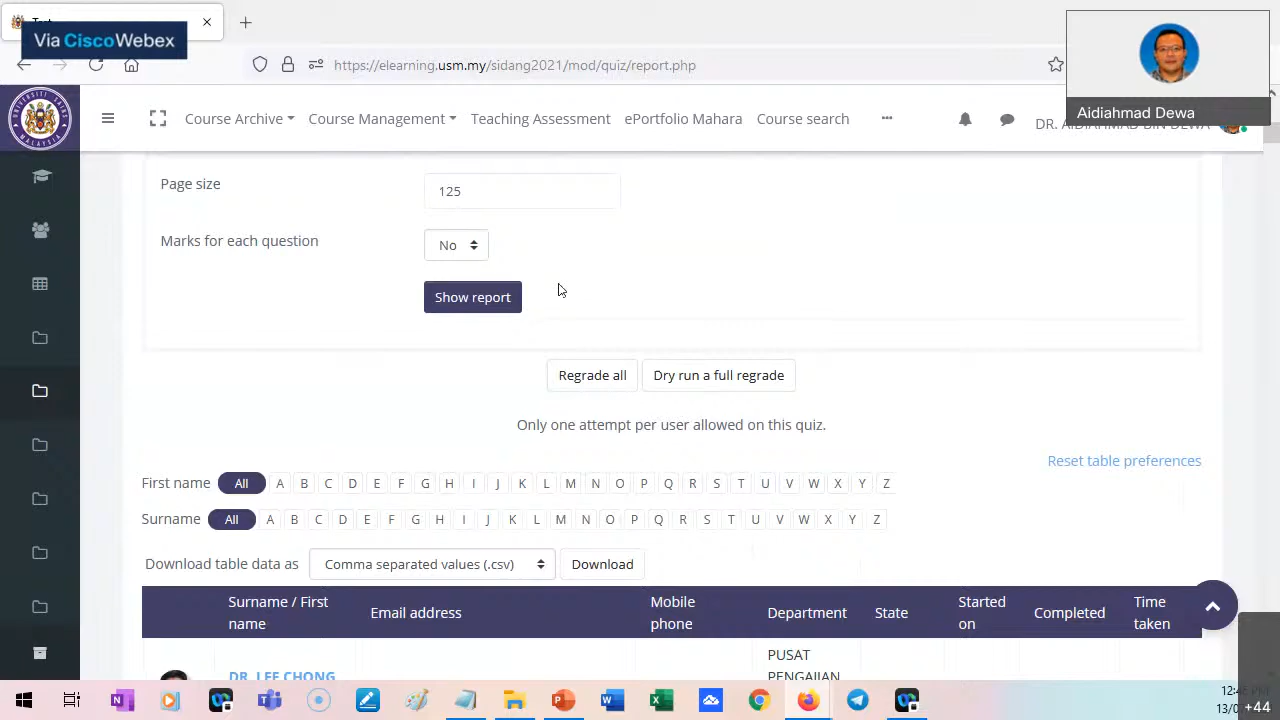 Via CiscoWebex
https://elearning.usm.my/sidang2021/mod/quiz/report.php
Aidiahmad Dewa
UNIVERSITI SAINS MALAYSIA
Course Archive
Course Management
Teaching Assessment
ePortfolio Mahara
Course search
DR. AIDIAHMAD BIN DEWA
Page size
125
Marks for each question
No
Show report
Regrade all
Dry run a full regrade
Only one attempt per user allowed on this quiz.
Reset table preferences
First name All A B C D E F G H I J K L M N O P Q R S T U V W X Y Z
Surname All A B C D E F G H I J K L M N O P Q R S T U V W X Y Z
Download table data as Comma separated values (.csv) Download
Surname / First name
Email address
Mobile phone
Department
State
Started on
Completed
Time taken
DR. LEE CHONG
PUSAT
PENGAJIAN
+44